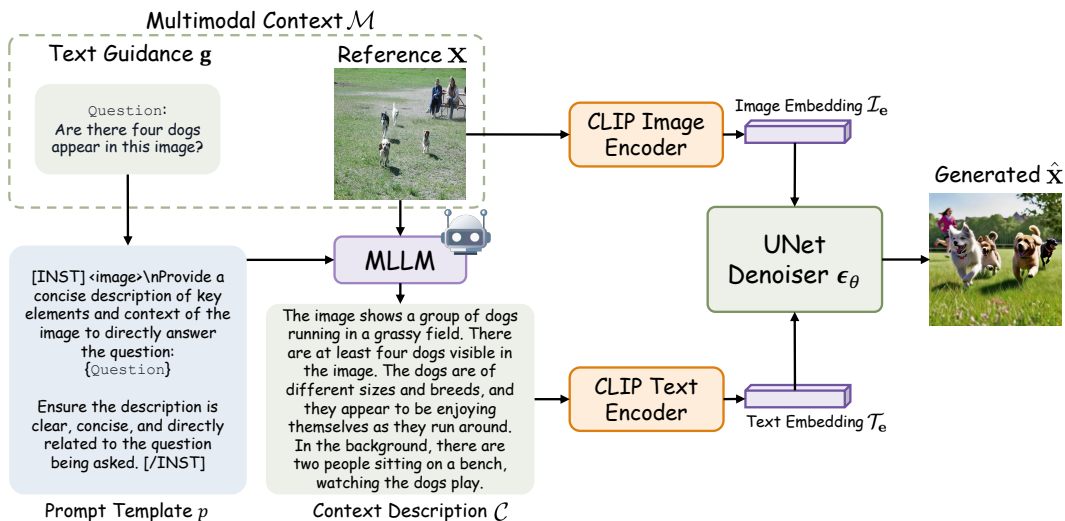 Multimodal Context ℳ
Text Guidance g
Reference X
Question:
Are there four dogs
appear in this image?
CLIP Image
Encoder
Image Embedding ℐₑ
Generated x̂
MLLM
UNet
Denoiser ϵ_θ
[INST] <image>\nProvide a
concise description of key
elements and context of the
image to directly answer
the question:
{Question}
Ensure the description is
clear, concise, and directly
related to the question
being asked. [/INST]
Prompt Template p
The image shows a group of dogs
running in a grassy field. There
are at least four dogs visible in
the image. The dogs are of
different sizes and breeds, and
they appear to be enjoying
themselves as they run around.
In the background, there are
two people sitting on a bench,
watching the dogs play.
Context Description 𝒞
CLIP Text
Encoder
Text Embedding 𝒯ₑ